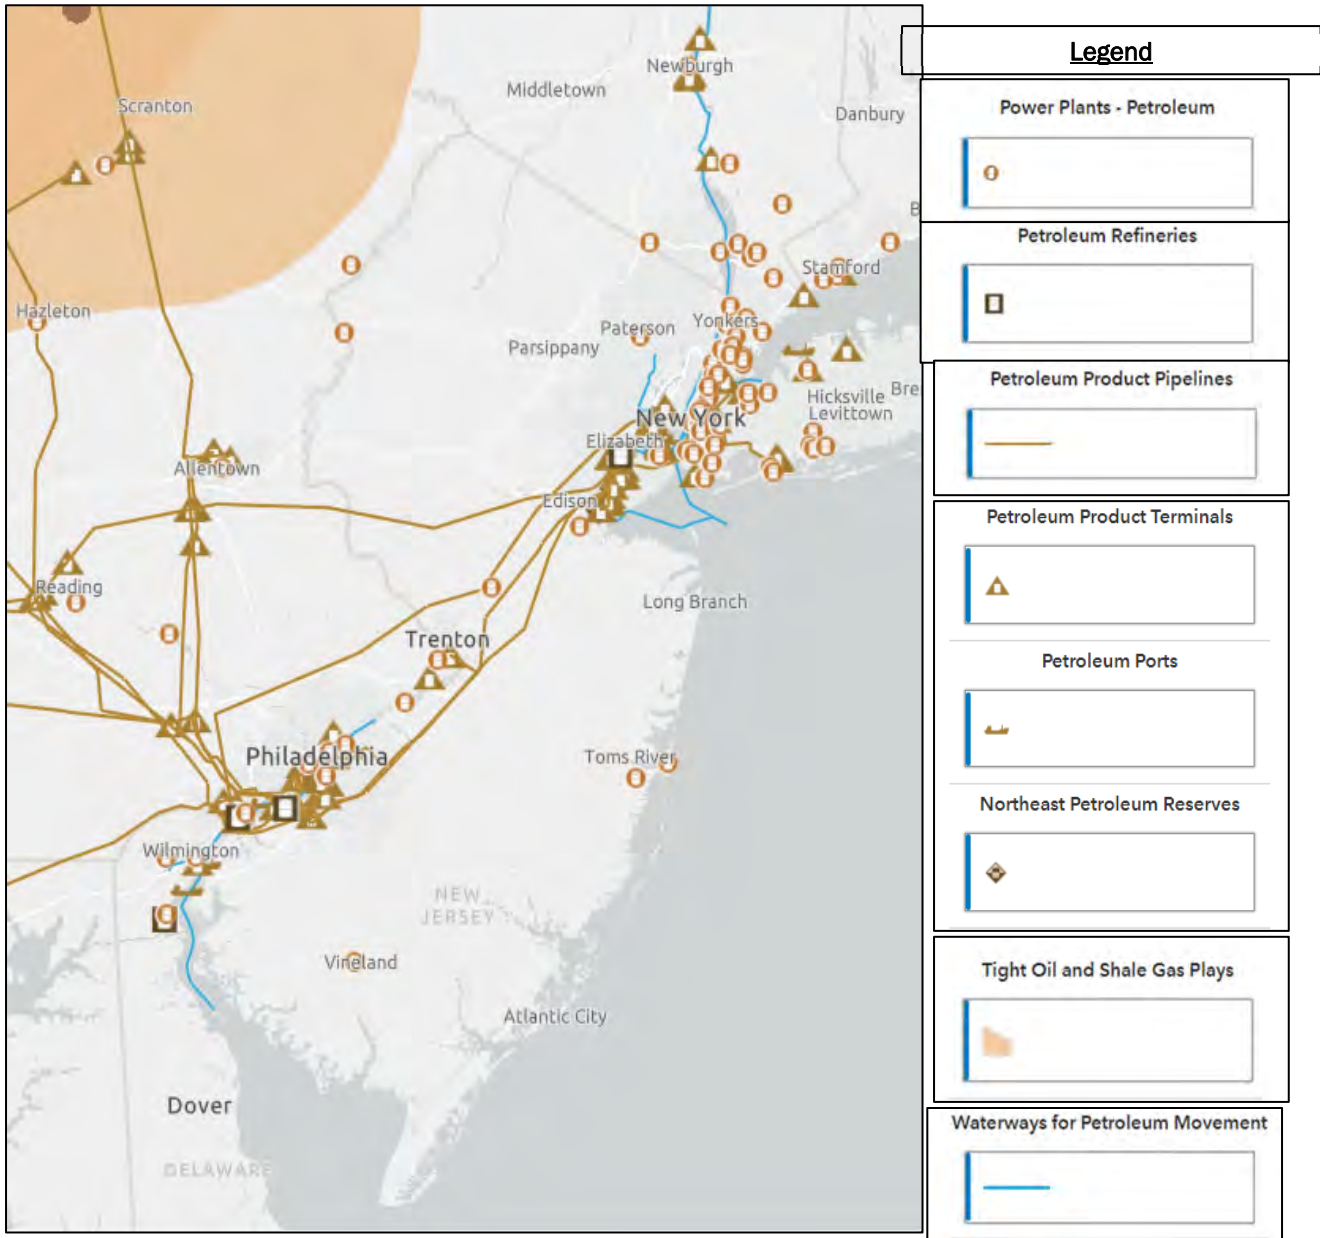 Newburgh
Middletown
Danbury
Scranton
B
Stamford
Hazleton
Paterson
Yonkers
Parsippany
Hicksville
Bre
Levittown
New York
Elizabeth
Allentown
Edison
Reading
Long Branch
Trenton
Philadelphia
Toms River
Wilmington
NEW
JERSEY
Vineland
Atlantic City
Dover
DELAWARE
Legend
Power Plants - Petroleum
Petroleum Refineries
Petroleum Product Pipelines
Petroleum Product Terminals
Petroleum Ports
Northeast Petroleum Reserves
Tight Oil and Shale Gas Plays
Waterways for Petroleum Movement